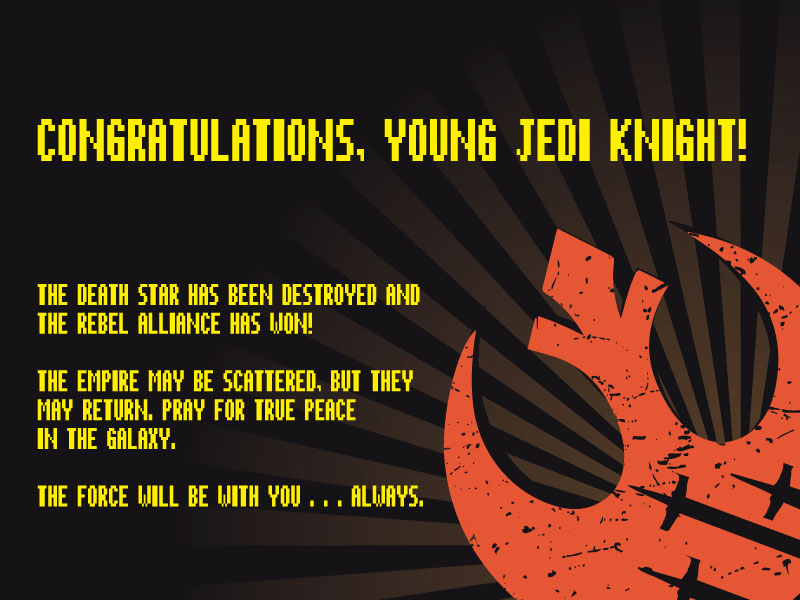 CONGRATULATIONS, YOUNG JEDI KNIGHT!
THE DEATH STAR HAS BEEN DESTROYED AND
THE REBEL ALLIANCE HAS WON!
THE EMPIRE MAY BE SCATTERED, BUT THEY
MAY RETURN. PRAY FOR TRUE PEACE
IN THE GALAXY.
THE FORCE WILL BE WITH YOU . . . ALWAYS.